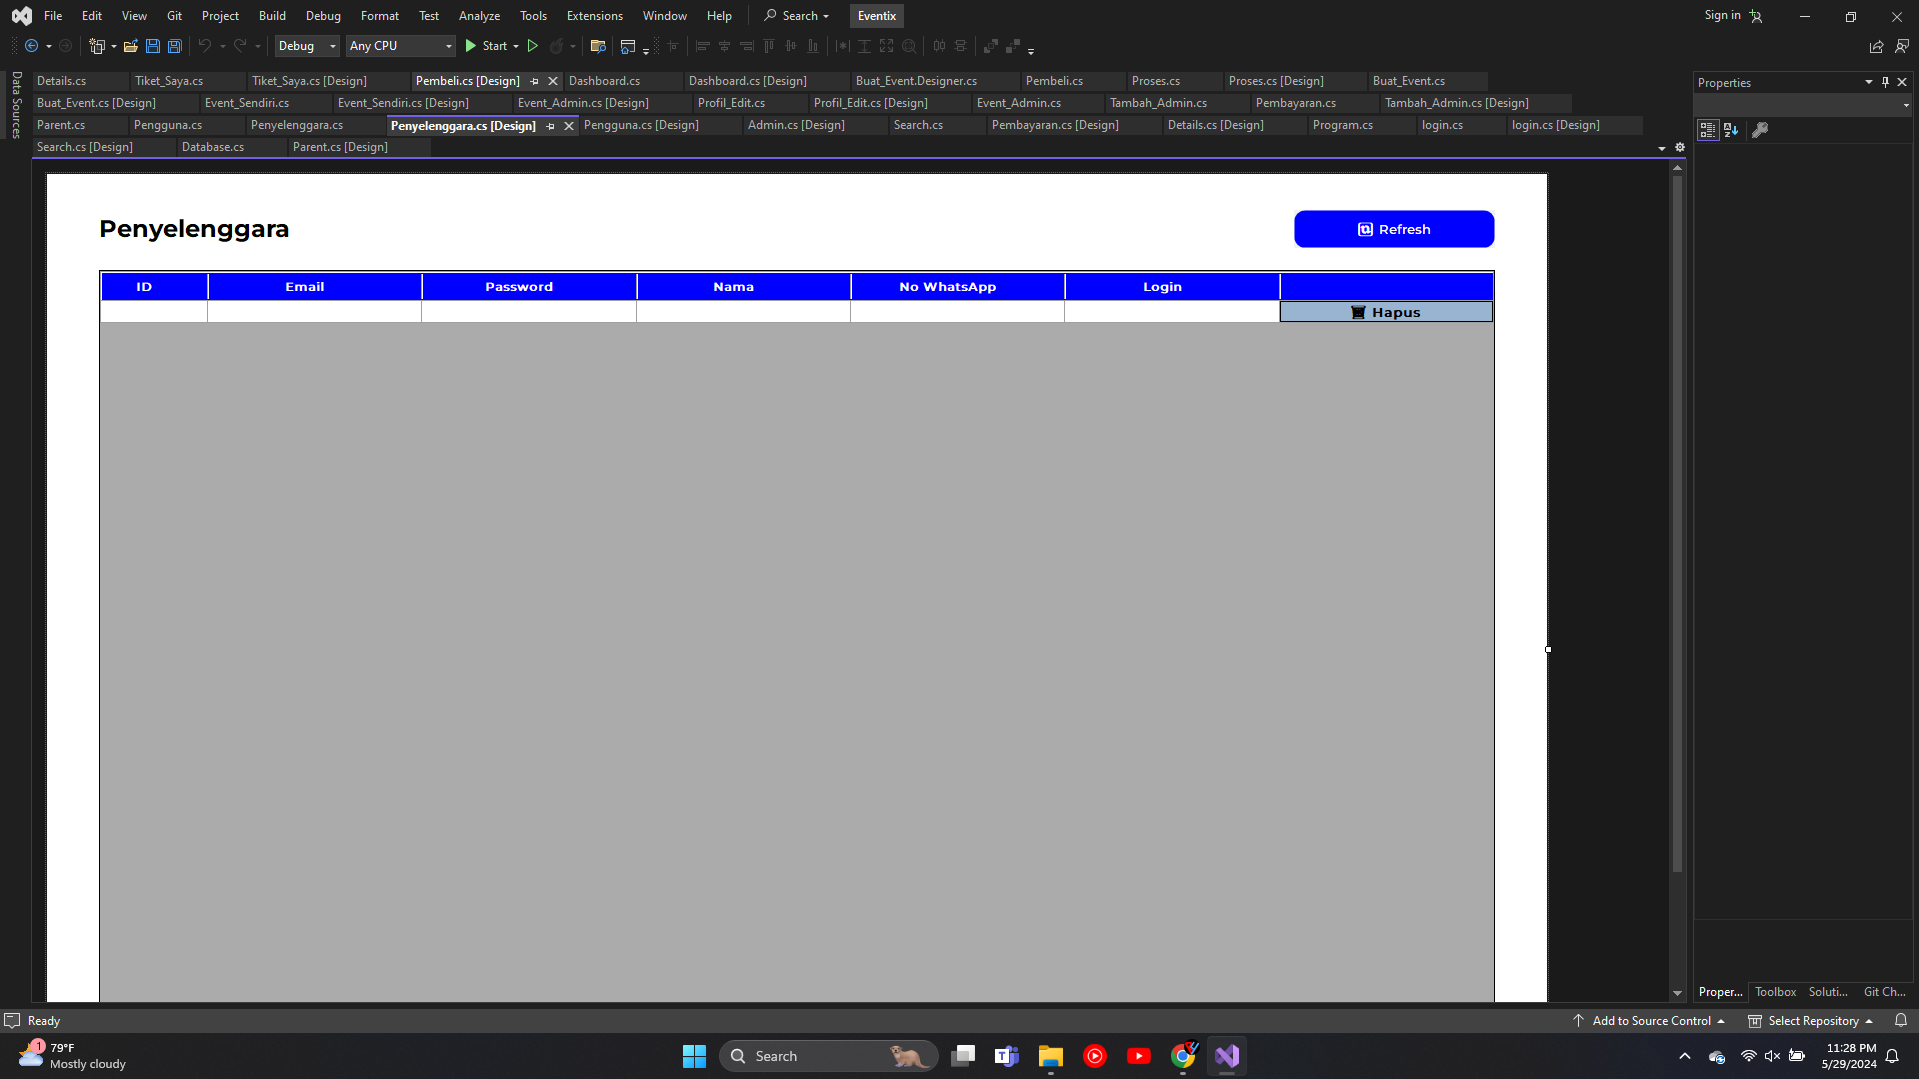 File Edit View Git Project Build Debug Format Test Analyze Tools Extensions Window Help Search Eventix Sign in
Debug Any CPU Start
Details.cs Tiket_Saya.cs Tiket_Saya.cs [Design] Pembeli.cs [Design] Dashboard.cs Dashboard.cs [Design] Buat_Event.Designer.cs Pembeli.cs Proses.cs Proses.cs [Design] Buat_Event.cs
Buat_Event.cs [Design] Event_Sendiri.cs Event_Sendiri.cs [Design] Event_Admin.cs [Design] Profil_Edit.cs Profil_Edit.cs [Design] Event_Admin.cs Tambah_Admin.cs Pembayaran.cs Tambah_Admin.cs [Design]
Parent.cs Pengguna.cs Penyelenggara.cs Penyelenggara.cs [Design] Pengguna.cs [Design] Admin.cs [Design] Search.cs Pembayaran.cs [Design] Details.cs [Design] Program.cs login.cs login.cs [Design]
Search.cs [Design] Database.cs Parent.cs [Design]
Data Sources
Properties
Penyelenggara
Refresh
ID Email Password Nama No WhatsApp Login
Hapus
Proper... Toolbox Soluti... Git Ch...
Ready
Add to Source Control Select Repository
1
79°F
Mostly cloudy
Search
11:28 PM
5/29/2024